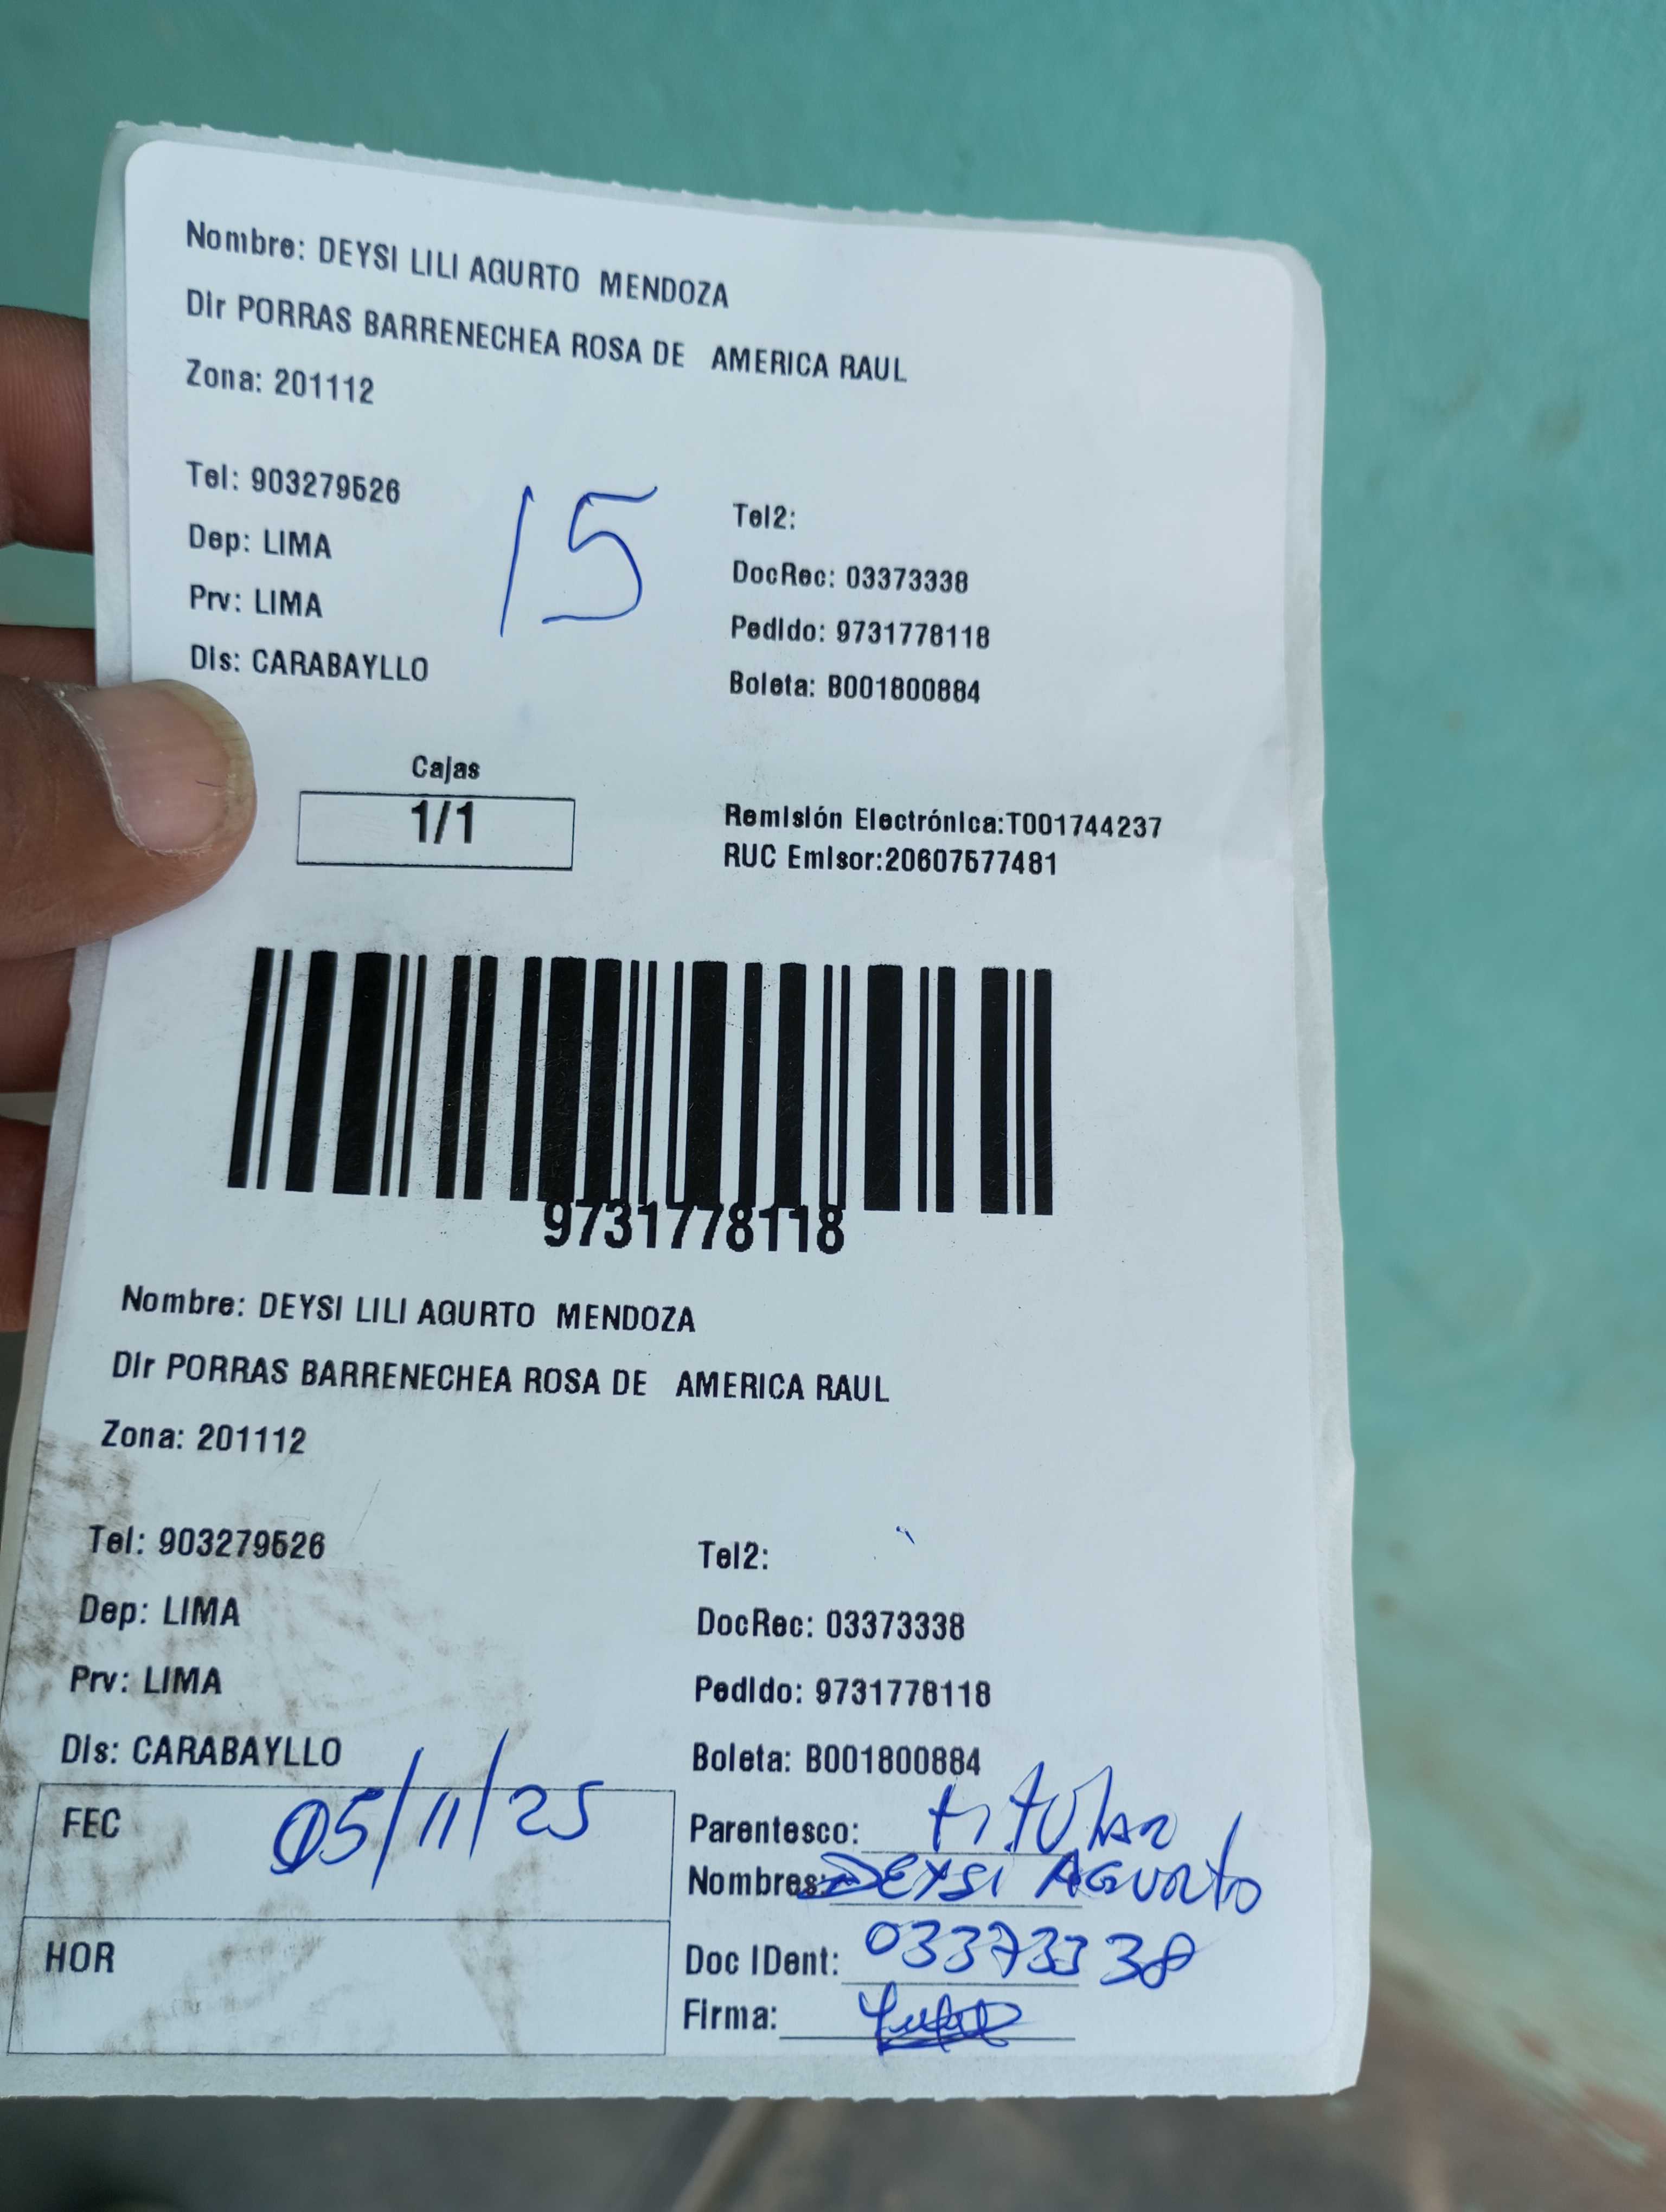 Nombre: DEYSI LILI AGURTO MENDOZA
Dir PORRAS BARRENECHEA ROSA DE AMERICA RAUL
Zona: 201112
Tel: 903279526
Dep: LIMA
Prv: LIMA
Dis: CARABAYLLO
15
Tel2:
DocRec: 03373338
Pedido: 9731778118
Boleta: B001800884
Cajas
1/1
Remisión Electrónica:T001744237
RUC Emisor:20607577481
9731778118
Nombre: DEYSI LILI AGURTO MENDOZA
Dir PORRAS BARRENECHEA ROSA DE AMERICA RAUL
Zona: 201112
Tel: 903279526
Dep: LIMA
Prv: LIMA
Dis: CARABAYLLO
Tel2:
DocRec: 03373338
Pedido: 9731778118
Boleta: B001800884
FEC 05/11/25
HOR
Parentesco: titular
Nombres: DEYSI AGURTO
Doc IDent: 03373338
Firma: